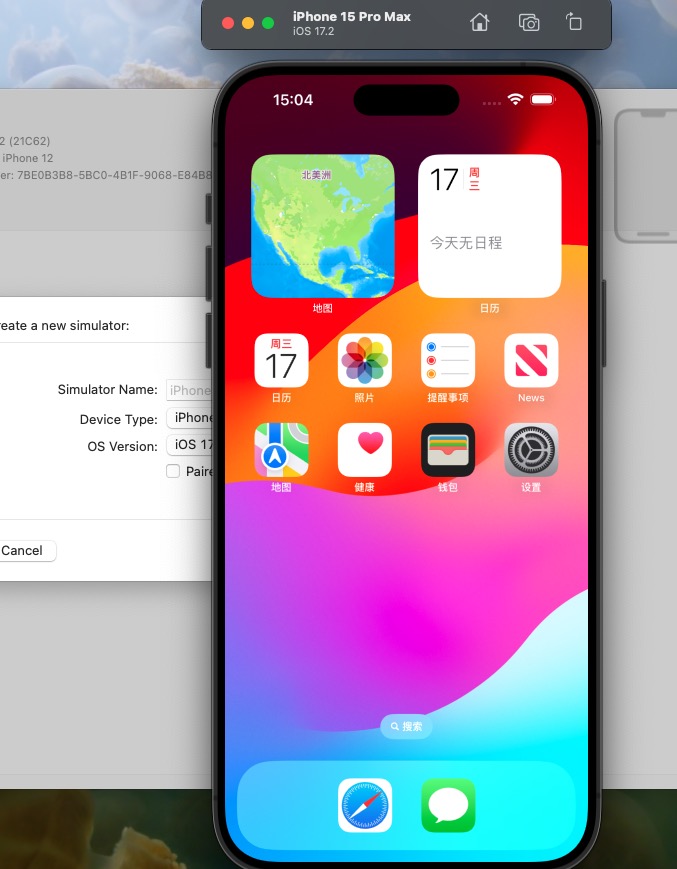 iPhone 15 Pro Max
iOS 17.2
2 (21C62)
iPhone 12
er: 7BE0B3B8-5BC0-4B1F-9068-E84B8
reate a new simulator:
Simulator Name:
iPhone
Device Type:
iPhon
OS Version:
iOS 17
Paire
Cancel
15:04
北美洲
地图
17
周三
今天无日程
日历
周三
17
日历
照片
提醒事项
News
地图
健康
钱包
设置
搜索